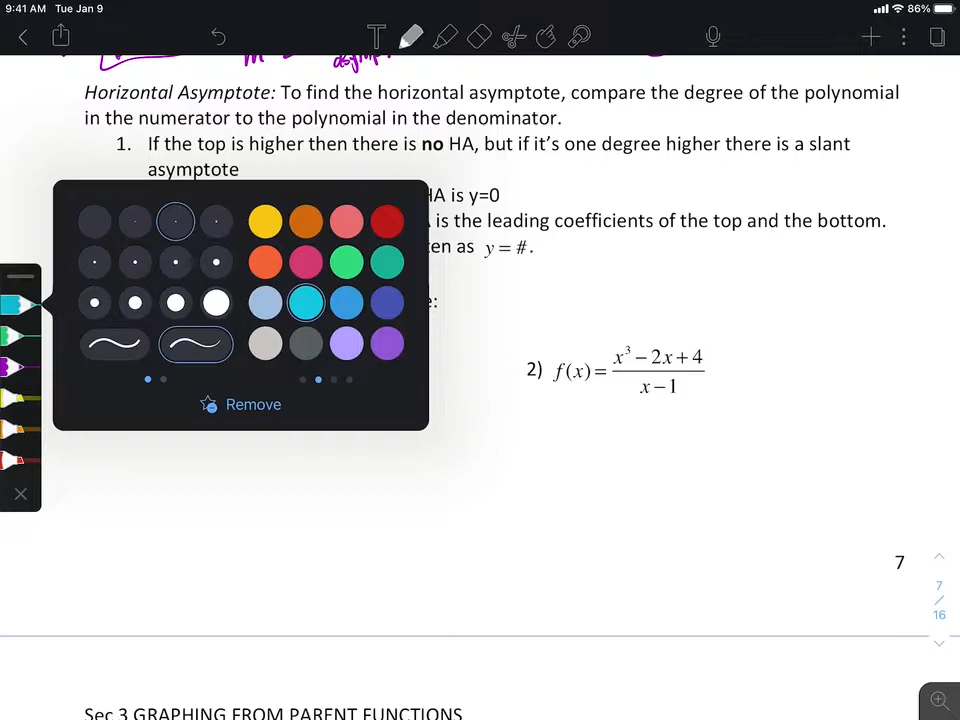 9:41 AM Tue Jan 9
86%
Horizontal Asymptote: To find the horizontal asymptote, compare the degree of the polynomial
in the numerator to the polynomial in the denominator.
1. If the top is higher then there is no HA, but if it's one degree higher there is a slant
asymptote
HA is y=0
is the leading coefficients of the top and the bottom.
as y = #.
e:
2) f(x) = (x³ − 2x + 4)/(x − 1)
Remove
7
7
/
16
Sec 3 GRAPHING FROM PARENT FUNCTIONS